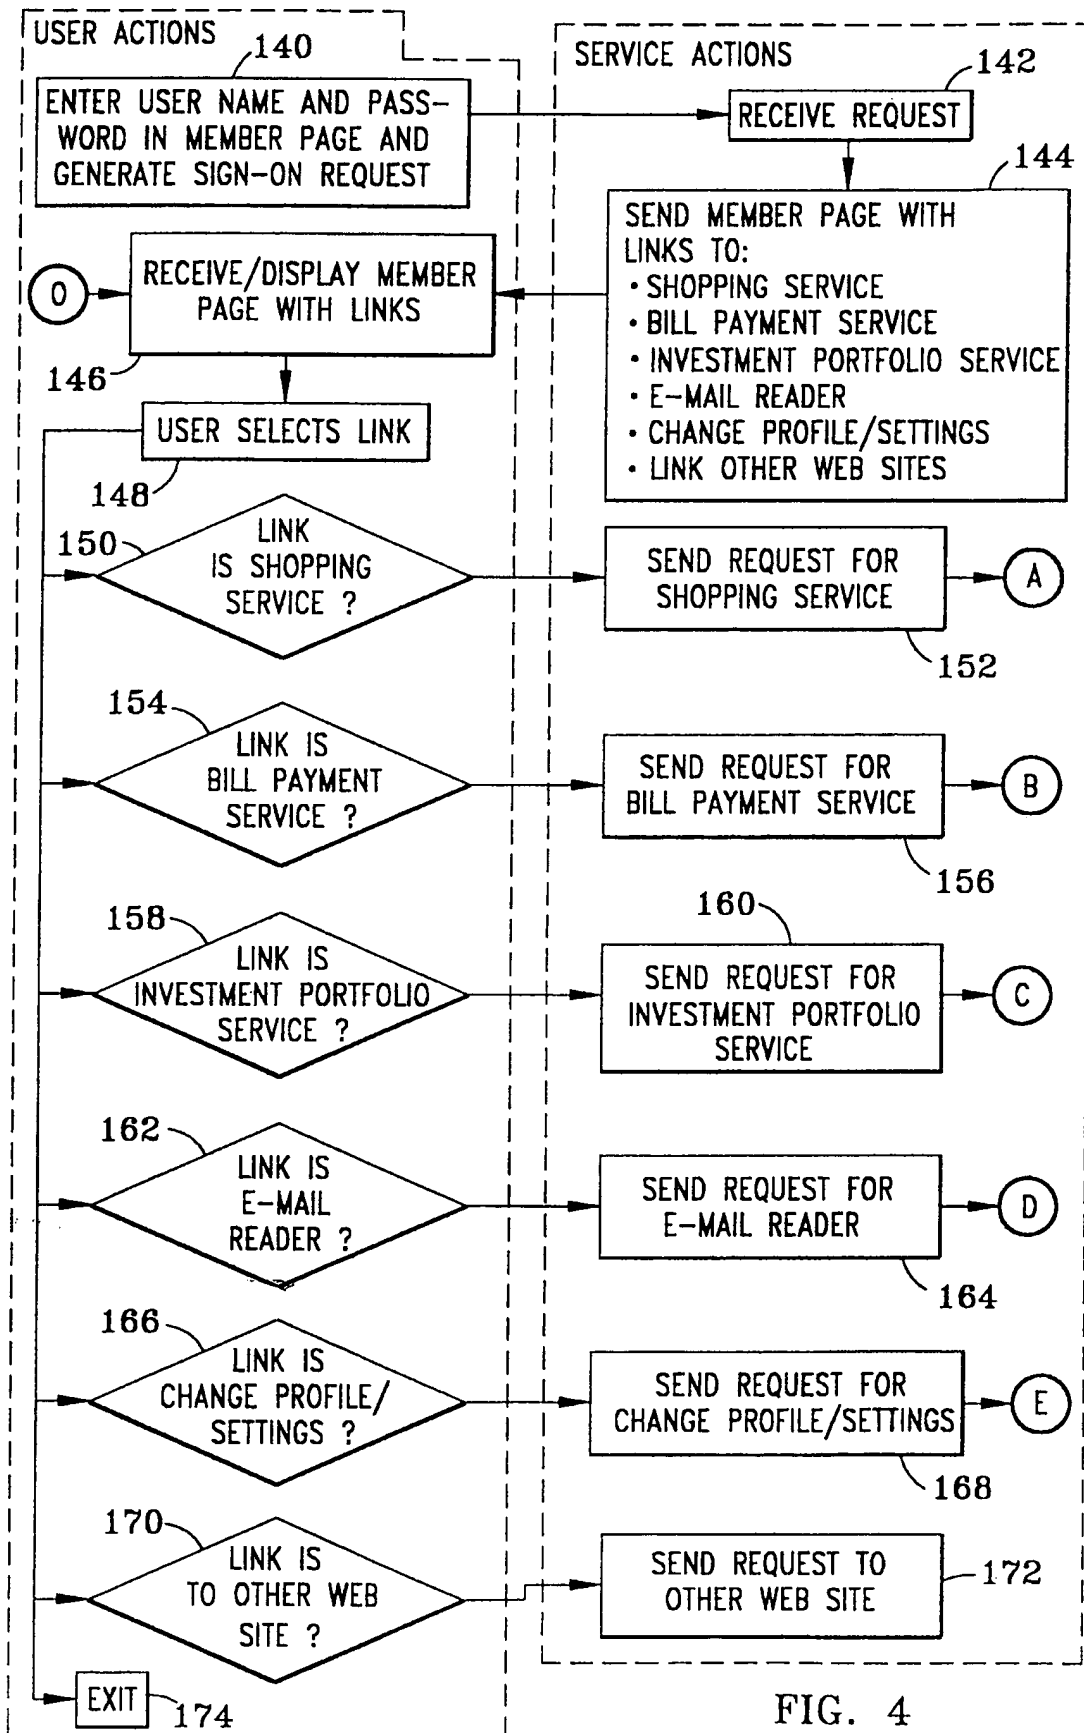 USER ACTIONS
140
ENTER USER NAME AND PASS-
WORD IN MEMBER PAGE AND
GENERATE SIGN-ON REQUEST
SERVICE ACTIONS
142
RECEIVE REQUEST
144
SEND MEMBER PAGE WITH
LINKS TO:
• SHOPPING SERVICE
• BILL PAYMENT SERVICE
• INVESTMENT PORTFOLIO SERVICE
• E-MAIL READER
• CHANGE PROFILE/SETTINGS
• LINK OTHER WEB SITES
O
RECEIVE/DISPLAY MEMBER
PAGE WITH LINKS
146
USER SELECTS LINK
148
150
LINK
IS SHOPPING
SERVICE ?
SEND REQUEST FOR
SHOPPING SERVICE
A
152
154
LINK IS
BILL PAYMENT
SERVICE ?
SEND REQUEST FOR
BILL PAYMENT SERVICE
B
156
158
LINK IS
INVESTMENT PORTFOLIO
SERVICE ?
160
SEND REQUEST FOR
INVESTMENT PORTFOLIO
SERVICE
C
162
LINK IS
E-MAIL
READER ?
SEND REQUEST FOR
E-MAIL READER
D
164
166
LINK IS
CHANGE PROFILE/
SETTINGS ?
SEND REQUEST FOR
CHANGE PROFILE/SETTINGS
E
168
170
LINK IS
TO OTHER WEB
SITE ?
SEND REQUEST TO
OTHER WEB SITE
172
EXIT
174
FIG. 4